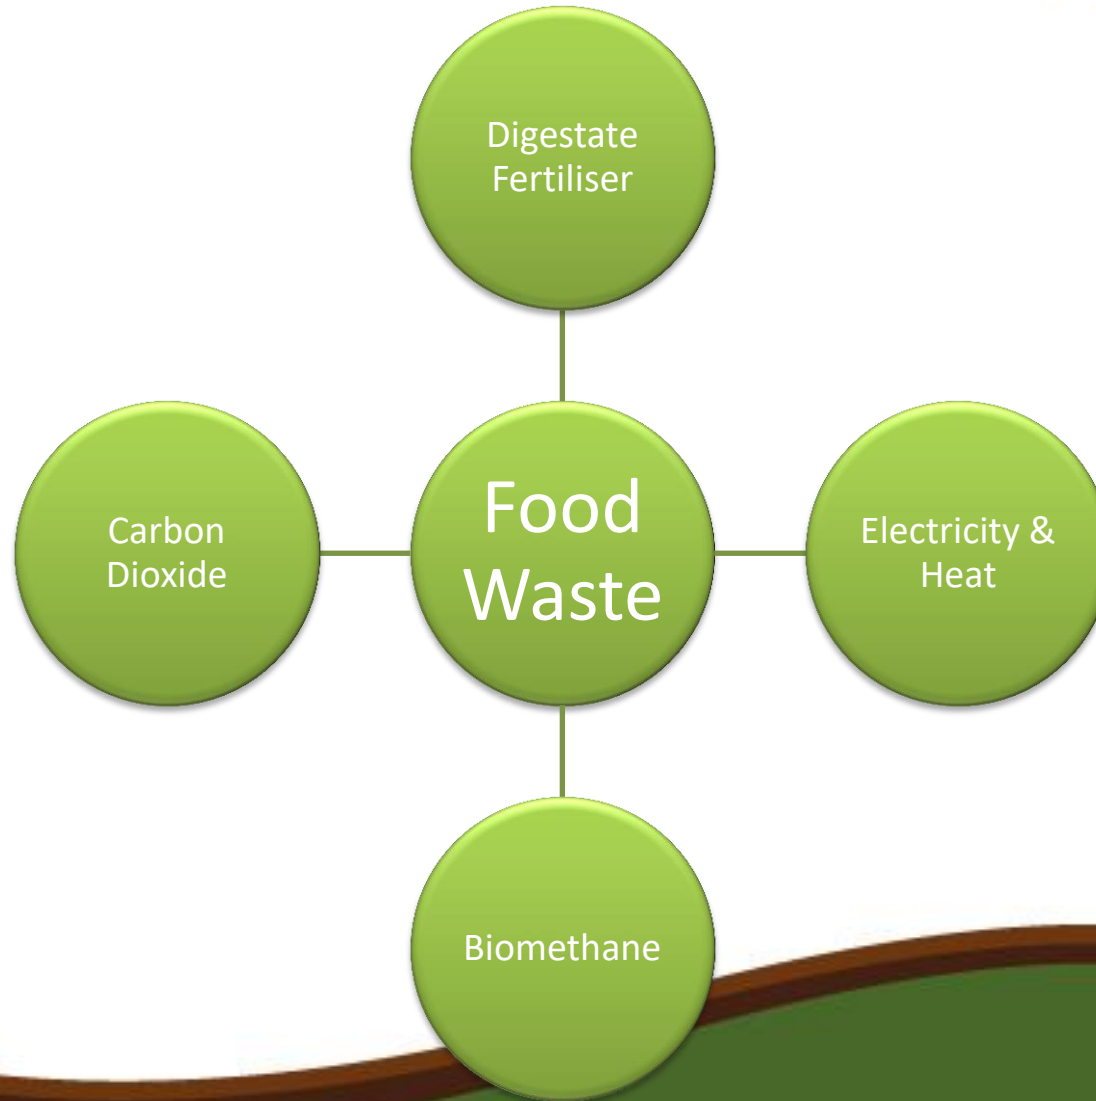 Digestate
Fertiliser
Carbon
Dioxide
Food
Waste
Electricity &
Heat
Biomethane